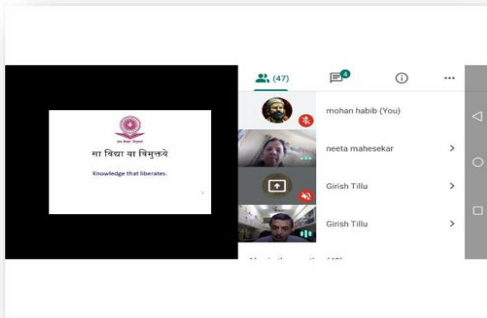 (47)
4
mohan habib (You)
neeta mahesekar
Girish Tillu
Girish Tillu
सा विद्या या विमुक्तये
Knowledge that liberates.